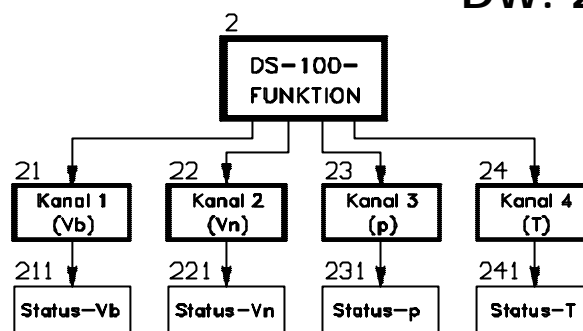 2
DS-100-
FUNKTION
21
22
23
24
Kanal 1
(Vb)
Kanal 2
(Vn)
Kanal 3
(p)
Kanal 4
(T)
211
221
231
241
Status-Vb
Status-Vn
Status-p
Status-T